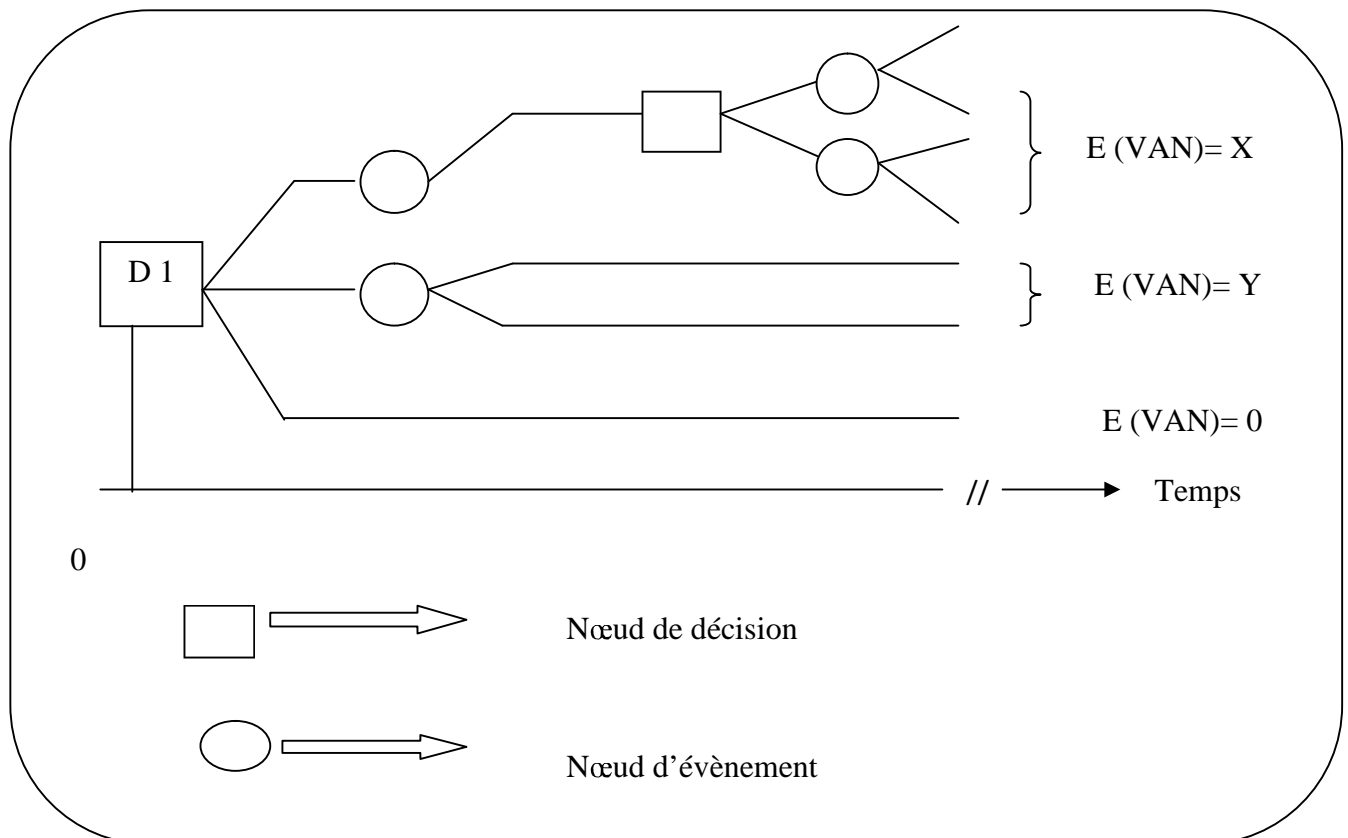 E (VAN)= X
D 1
E (VAN)= Y
E (VAN)= 0
// Temps
0
Nœud de décision
Nœud d’évènement